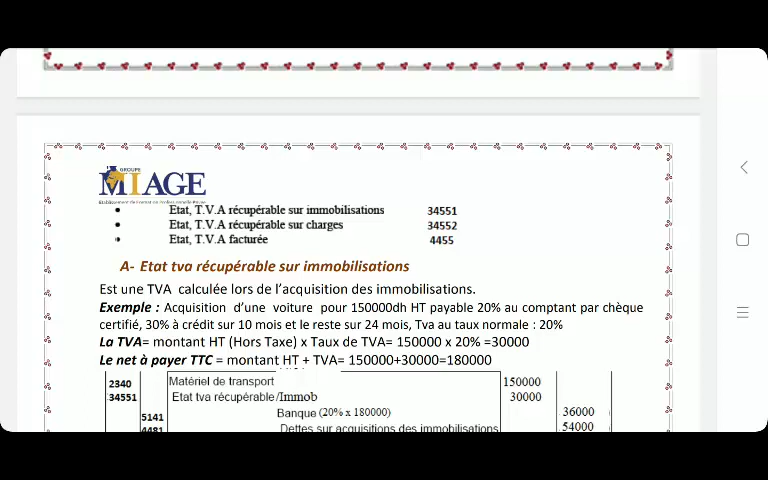 GROUPE
MIAGE
• Etat, T.V.A récupérable sur immobilisations 34551
• Etat, T.V.A récupérable sur charges 34552
• Etat, T.V.A facturée 4455
A- Etat tva récupérable sur immobilisations
Est une TVA calculée lors de l'acquisition des immobilisations.
Exemple : Acquisition d'une voiture pour 150000dh HT payable 20% au comptant par chèque
certifié, 30% à crédit sur 10 mois et le reste sur 24 mois, Tva au taux normale : 20%
La TVA= montant HT (Hors Taxe) x Taux de TVA= 150000 x 20% =30000
Le net à payer TTC = montant HT + TVA= 150000+30000=180000
2340 Matériel de transport 150000
34551 Etat tva récupérable/Immob 30000
5141 Banque (20% x 180000) 36000
4481 Dettes sur acquisitions des immobilisations 54000